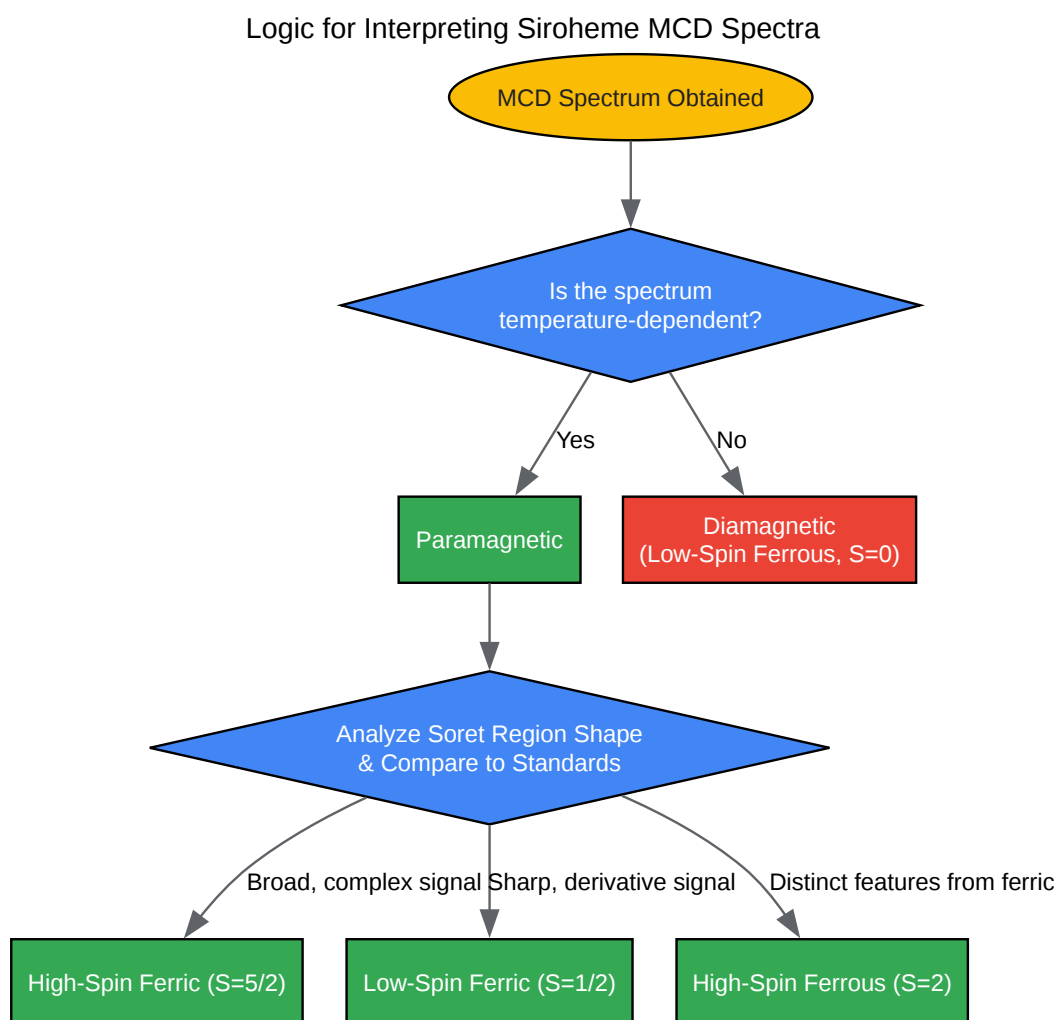 Logic for Interpreting Siroheme MCD Spectra
MCD Spectrum Obtained
Is the spectrum
temperature-dependent?
Yes
No
Paramagnetic
Diamagnetic
(Low-Spin Ferrous, S=0)
Analyze Soret Region Shape
& Compare to Standards
Broad, complex signal
Sharp, derivative signal
Distinct features from ferric
High-Spin Ferric (S=5/2)
Low-Spin Ferric (S=1/2)
High-Spin Ferrous (S=2)